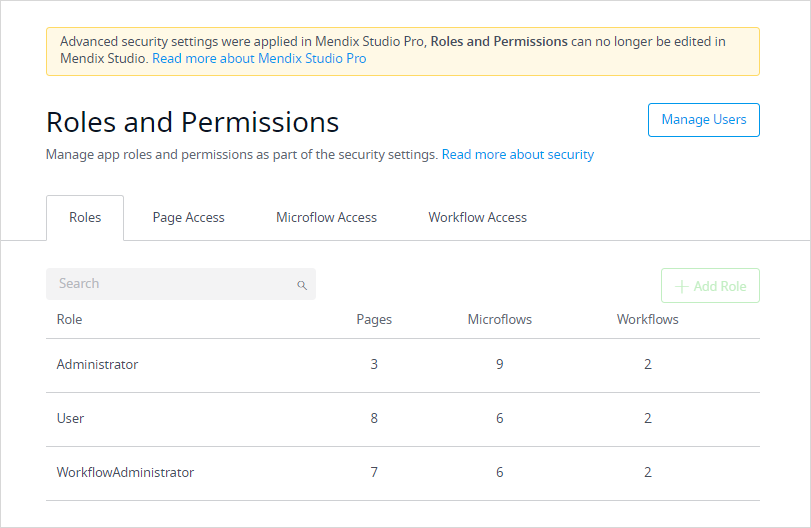 Advanced security settings were applied in Mendix Studio Pro, Roles and Permissions can no longer be edited in
Mendix Studio. Read more about Mendix Studio Pro
Roles and Permissions
Manage Users
Manage app roles and permissions as part of the security settings. Read more about security
Roles Page Access Microflow Access Workflow Access
Search
Add Role
Role Pages Microflows Workflows
Administrator 3 9 2
User 8 6 2
WorkflowAdministrator 7 6 2